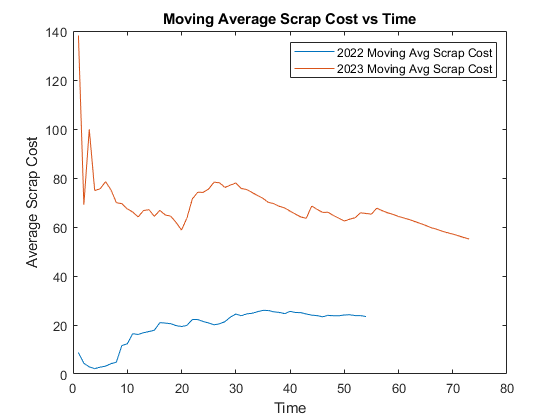 Moving Average Scrap Cost vs Time
140
120
100
80
60
40
20
0
Average Scrap Cost
2022 Moving Avg Scrap Cost
2023 Moving Avg Scrap Cost
0 10 20 30 40 50 60 70 80
Time